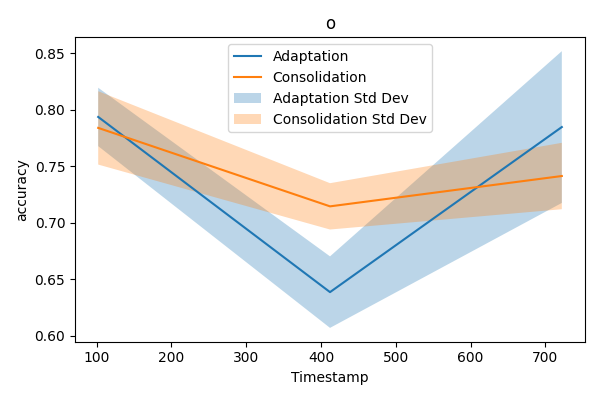 o
accuracy
0.85
0.80
0.75
0.70
0.65
0.60
Adaptation
Consolidation
Adaptation Std Dev
Consolidation Std Dev
100 200 300 400 500 600 700
Timestamp